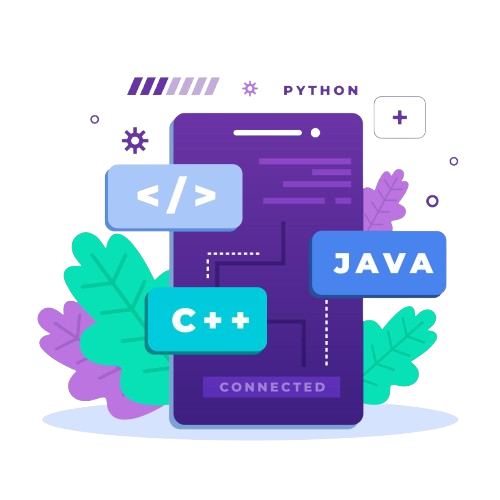 PYTHON
+
</>
JAVA
C++
CONNECTED